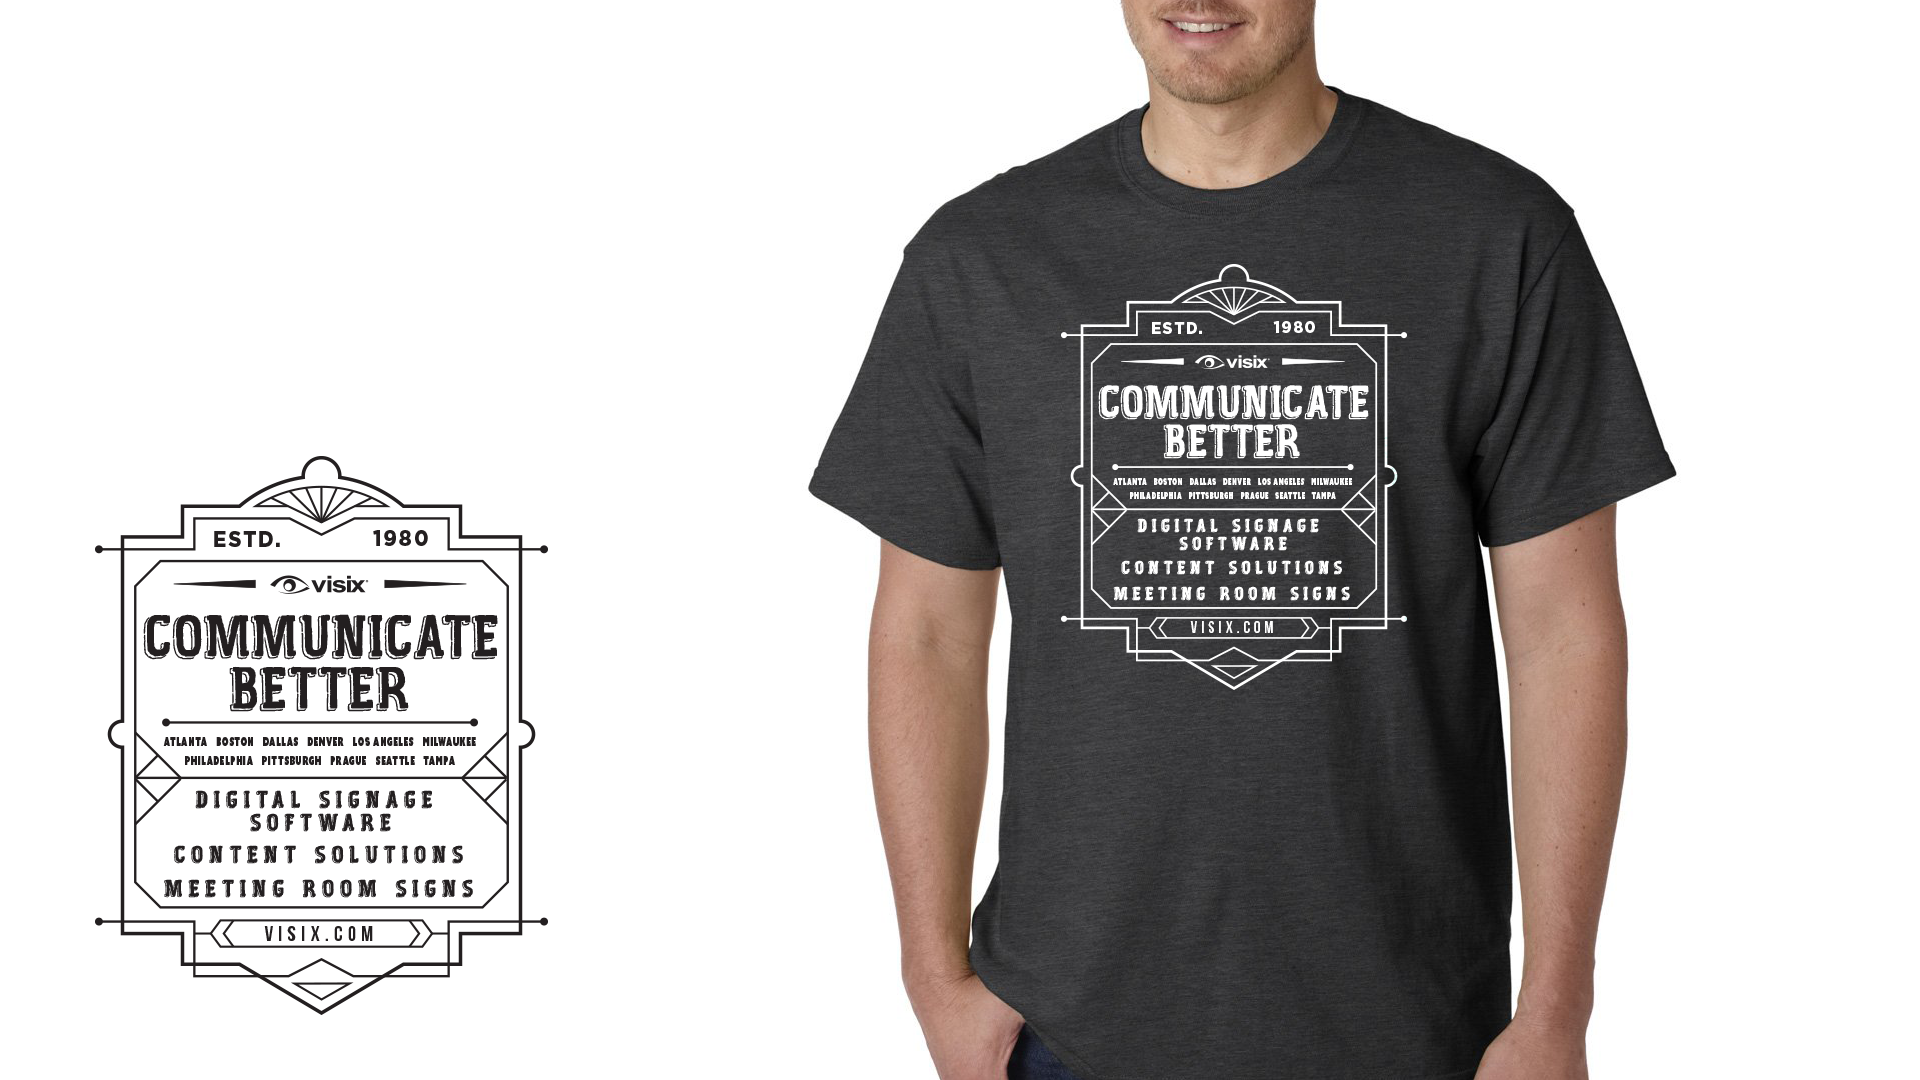 ESTD. 1980
visix
COMMUNICATE
BETTER
ATLANTA BOSTON DALLAS DENVER LOS ANGELES MILWAUKEE
PHILADELPHIA PITTSBURGH PRAGUE SEATTLE TAMPA
DIGITAL SIGNAGE
SOFTWARE
CONTENT SOLUTIONS
MEETING ROOM SIGNS
VISIX.COM
ESTD. 1980
visix
COMMUNICATE
BETTER
ATLANTA BOSTON DALLAS DENVER LOS ANGELES MILWAUKEE
PHILADELPHIA PITTSBURGH PRAGUE SEATTLE TAMPA
DIGITAL SIGNAGE
SOFTWARE
CONTENT SOLUTIONS
MEETING ROOM SIGNS
VISIX.COM